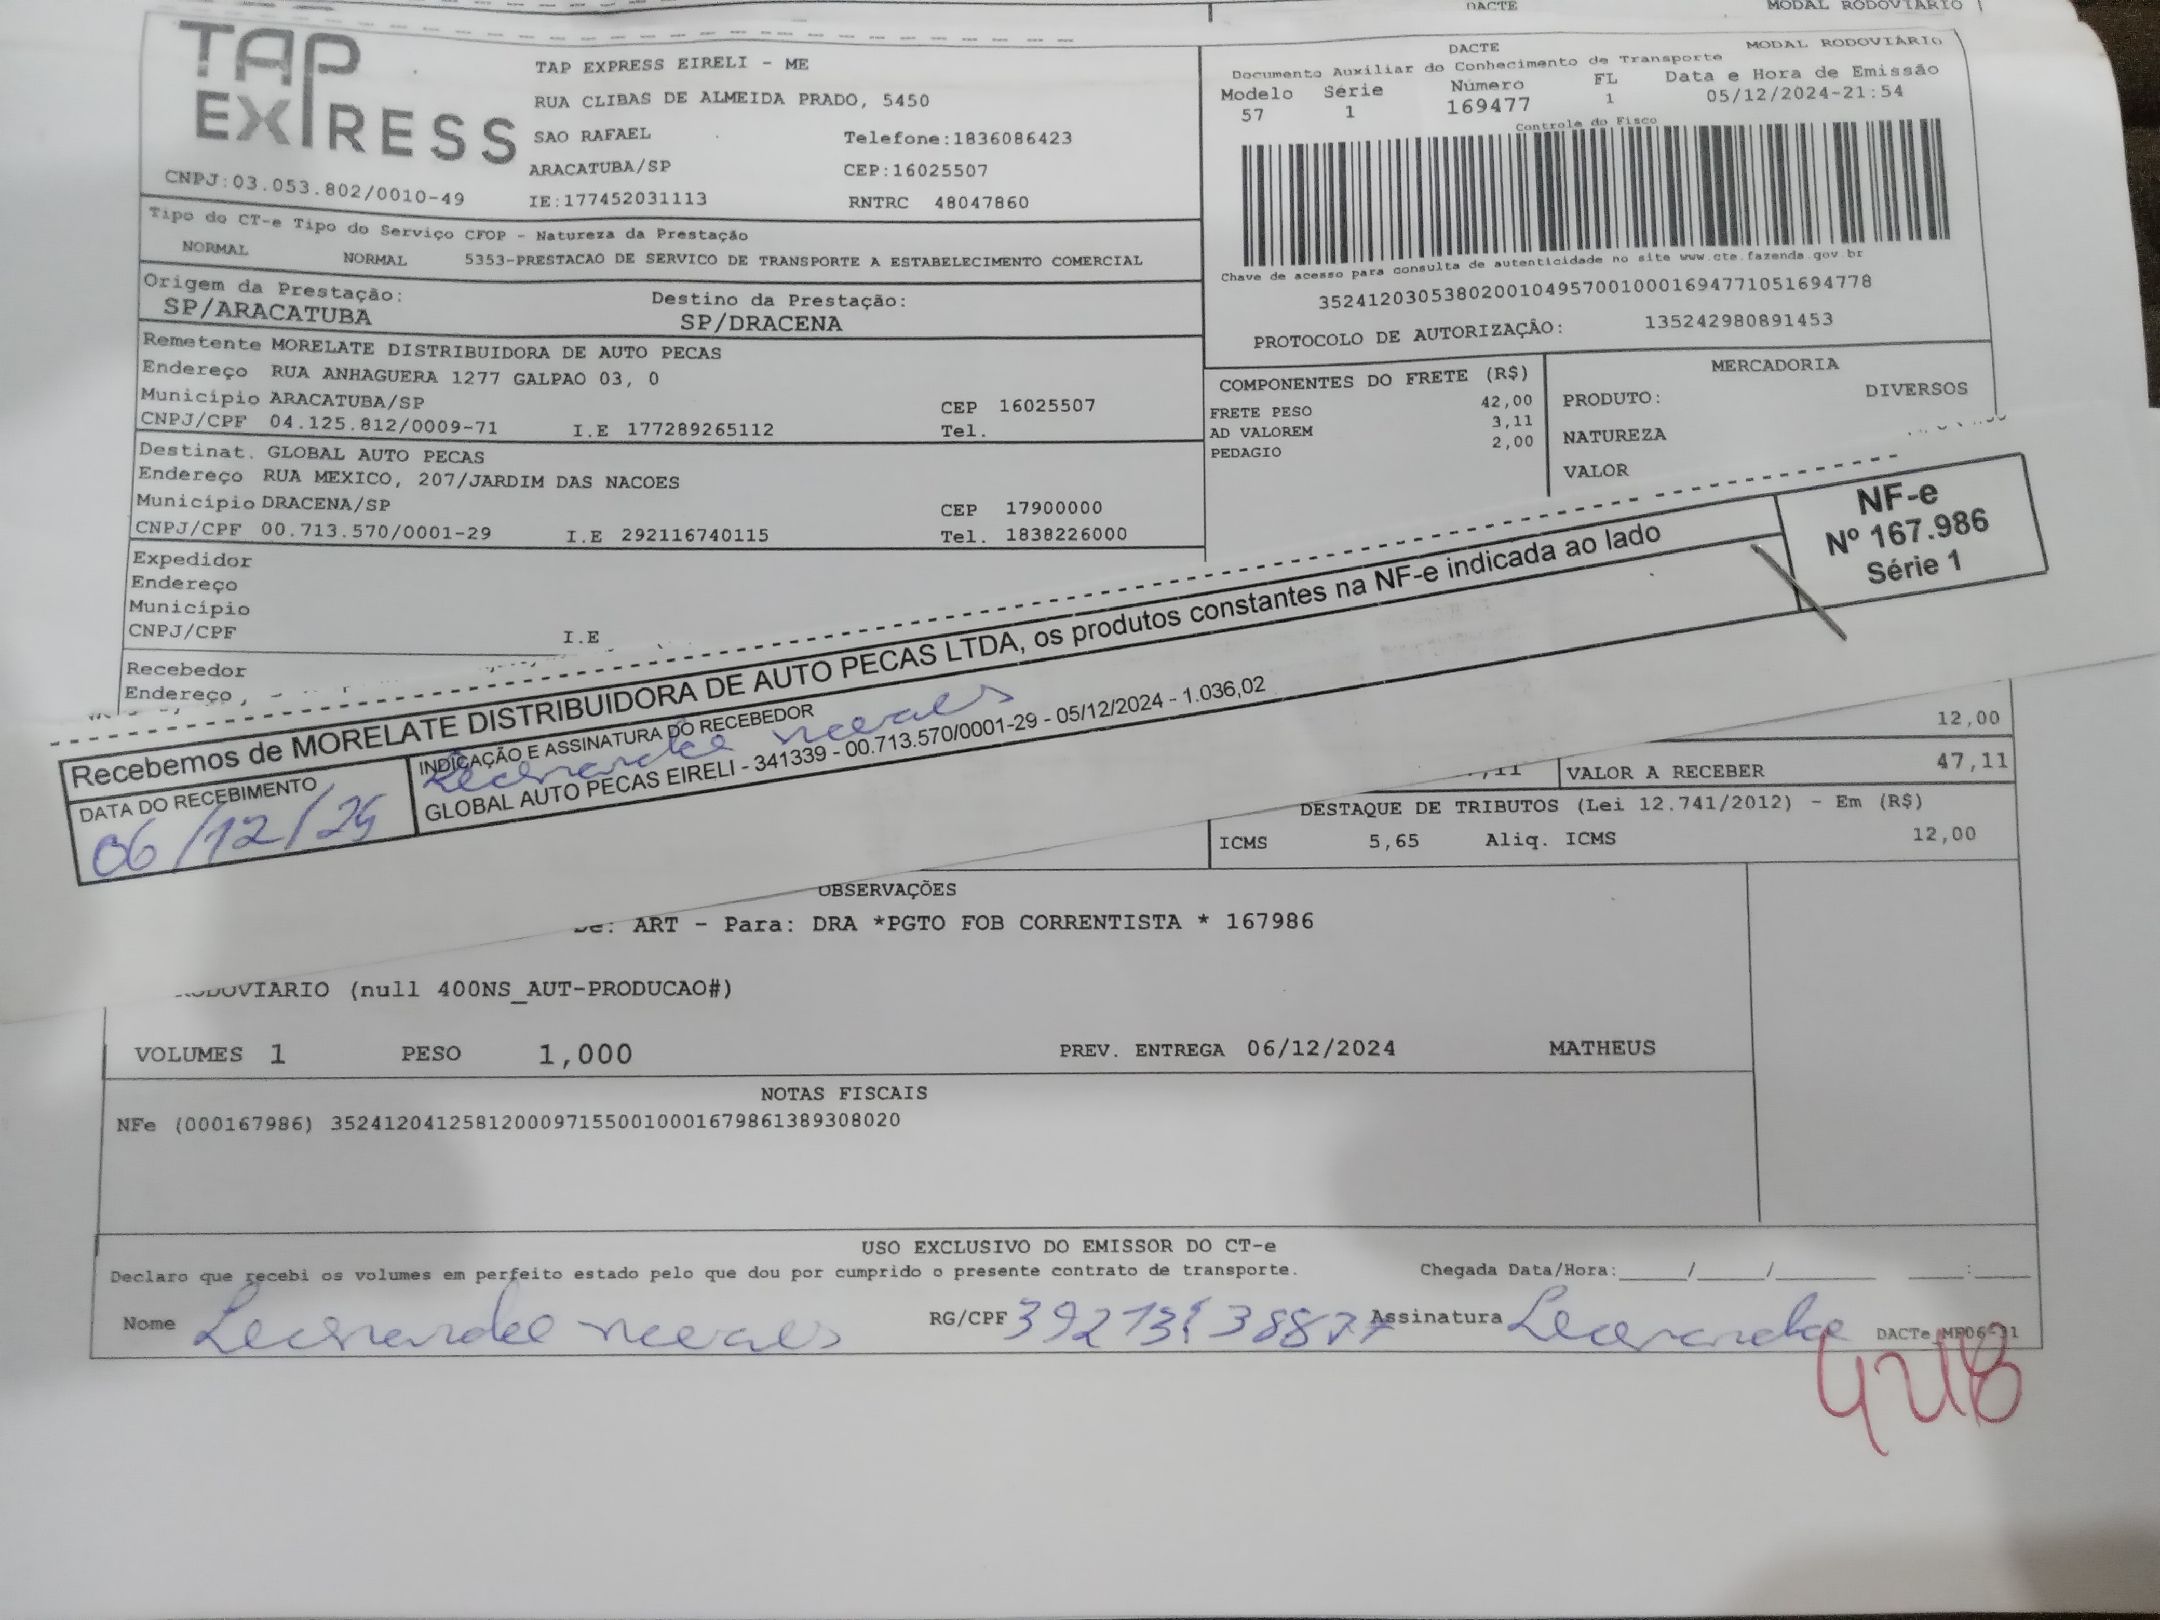 DACTE MODAL RODOVIÁRIO
TAP EXPRESS
TAP EXPRESS EIRELI - ME
RUA CLIBAS DE ALMEIDA PRADO, 5450
SAO RAFAEL Telefone:1836086423
ARACATUBA/SP CEP:16025507
CNPJ:03.053.802/0010-49 IE:177452031113 RNTRC 48047860
DACTE MODAL RODOVIÁRIO
Documento Auxiliar do Conhecimento de Transporte
Modelo Série Número FL Data e Hora de Emissão
57 1 169477 1 05/12/2024-21:54
Controle do Fisco
Chave de acesso para consulta de autenticidade no site www.cte.fazenda.gov.br
35241203053802001049570010001694771051694778
PROTOCOLO DE AUTORIZAÇÃO: 135242980891453
Tipo do CT-e Tipo do Serviço CFOP - Natureza da Prestação
NORMAL NORMAL 5353-PRESTACAO DE SERVICO DE TRANSPORTE A ESTABELECIMENTO COMERCIAL
Origem da Prestação: Destino da Prestação:
SP/ARACATUBA SP/DRACENA
Remetente MORELATE DISTRIBUIDORA DE AUTO PECAS
Endereço RUA ANHAGUERA 1277 GALPAO 03, 0
Município ARACATUBA/SP CEP 16025507
CNPJ/CPF 04.125.812/0009-71 I.E 177289265112 Tel.
Destinat. GLOBAL AUTO PECAS
Endereço RUA MEXICO, 207/JARDIM DAS NACOES
Município DRACENA/SP CEP 17900000
CNPJ/CPF 00.713.570/0001-29 I.E 292116740115 Tel. 1838226000
Expedidor
Endereço
Município
CNPJ/CPF I.E
Recebedor
Endereço
COMPONENTES DO FRETE (R$)
FRETE PESO 42,00
AD VALOREM 3,11
PEDAGIO 2,00
MERCADORIA
PRODUTO: DIVERSOS
NATUREZA
VALOR
Recebemos de MORELATE DISTRIBUIDORA DE AUTO PECAS LTDA, os produtos constantes na NF-e indicada ao lado
NF-e
Nº 167.986
Série 1
DATA DO RECEBIMENTO
06/12/24
INDICAÇÃO E ASSINATURA DO RECEBEDOR
GLOBAL AUTO PECAS EIRELI - 341339 - 00.713.570/0001-29 - 05/12/2024 - 1.036,02
12,00
VALOR A RECEBER 47,11
DESTAQUE DE TRIBUTOS (Lei 12.741/2012) - Em (R$)
ICMS 5,65 Aliq. ICMS 12,00
OBSERVAÇÕES
De: ART - Para: DRA *PGTO FOB CORRENTISTA * 167986
RODOVIARIO (null 400NS_AUT-PRODUCAO#)
VOLUMES 1 PESO 1,000 PREV. ENTREGA 06/12/2024 MATHEUS
NOTAS FISCAIS
NFe (000167986) 35241204125812000971550010001679861389308020
USO EXCLUSIVO DO EMISSOR DO CT-e
Declaro que recebi os volumes em perfeito estado pelo que dou por cumprido o presente contrato de transporte. Chegada Data/Hora:_____/_____/_______ ____:____
Nome RG/CPF Assinatura DACTe MF06-31